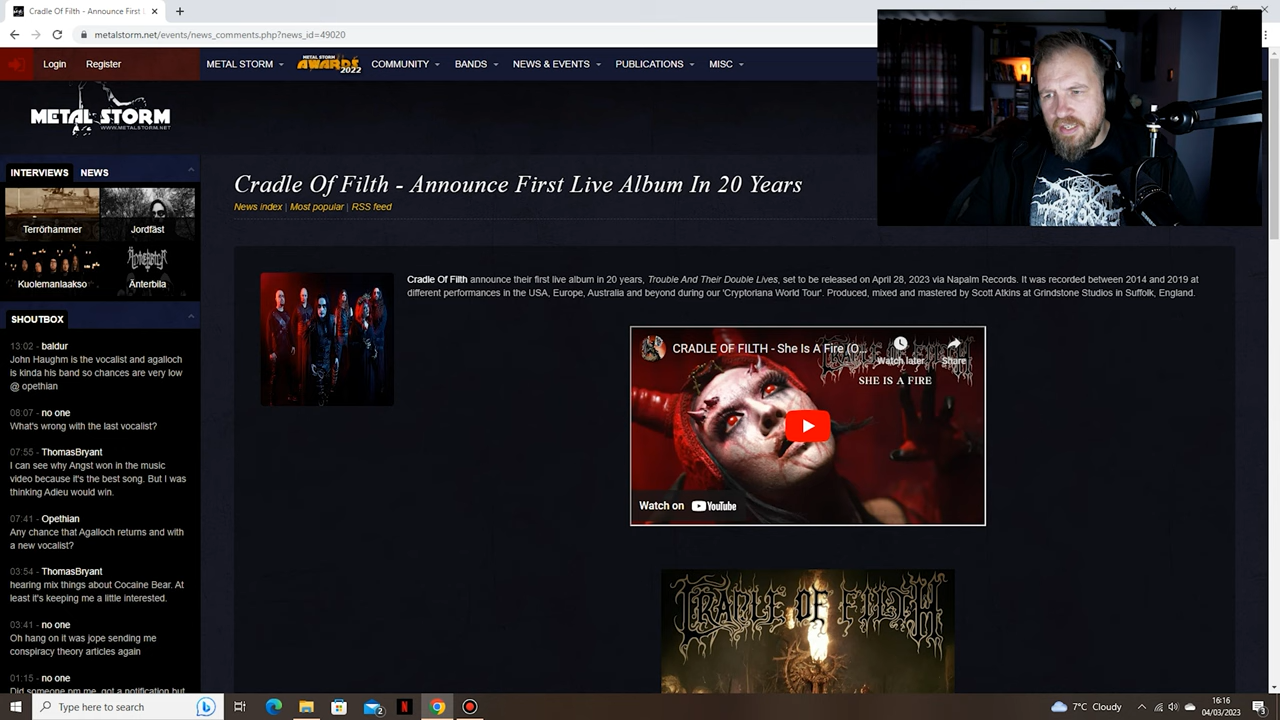 Cradle Of Filth - Announce First L
metalstorm.net/events/news_comments.php?news_id=49020
Login Register METAL STORM METAL STORM AWARDS 2022 COMMUNITY BANDS NEWS & EVENTS PUBLICATIONS MISC
METAL STORM
WWW.METALSTORM.NET
INTERVIEWS NEWS
Terrörhammer Jordfäst
Kuolemanlaakso Änterbila
SHOUTBOX
13:02 - baldur
John Haughm is the vocalist and agalloch
is kinda his band so chances are very low
@ opethian
08:07 - no one
What's wrong with the last vocalist?
07:55 - ThomasBryant
I can see why Angst won in the music
video because it's the best song. But I was
thinking Adieu would win.
07:41 - Opethian
Any chance that Agalloch returns and with
a new vocalist?
03:54 - ThomasBryant
hearing mix things about Cocaine Bear. At
least it's keeping me a little interested.
03:41 - no one
Oh hang on it was jope sending me
conspiracy theory articles again
01:15 - no one
Did someone pm me, got a notification but
Cradle Of Filth - Announce First Live Album In 20 Years
News index | Most popular | RSS feed
Cradle Of Filth announce their first live album in 20 years, Trouble And Their Double Lives, set to be released on April 28, 2023 via Napalm Records. It was recorded between 2014 and 2019 at
different performances in the USA, Europe, Australia and beyond during our 'Cryptoriana World Tour'. Produced, mixed and mastered by Scott Atkins at Grindstone Studios in Suffolk, England.
CRADLE OF FILTH - She Is A Fire (O...
Watch later Share
CRADLE OF FILTH
SHE IS A FIRE
Watch on YouTube
CRADLE OF FILTH
DARKTHRONE
Type here to search
2
N
7°C Cloudy
16:16
04/03/2023
3